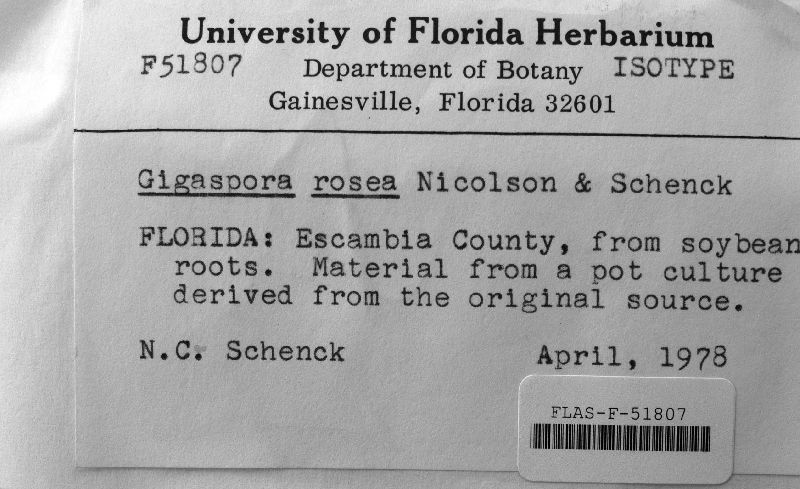 University of Florida Herbarium
F51807 Department of Botany ISOTYPE
Gainesville, Florida 32601
Gigaspora rosea Nicolson & Schenck
FLORIDA: Escambia County, from soybean
roots. Material from a pot culture
derived from the original source.
N.C. Schenck April, 1978
FLAS-F-51807